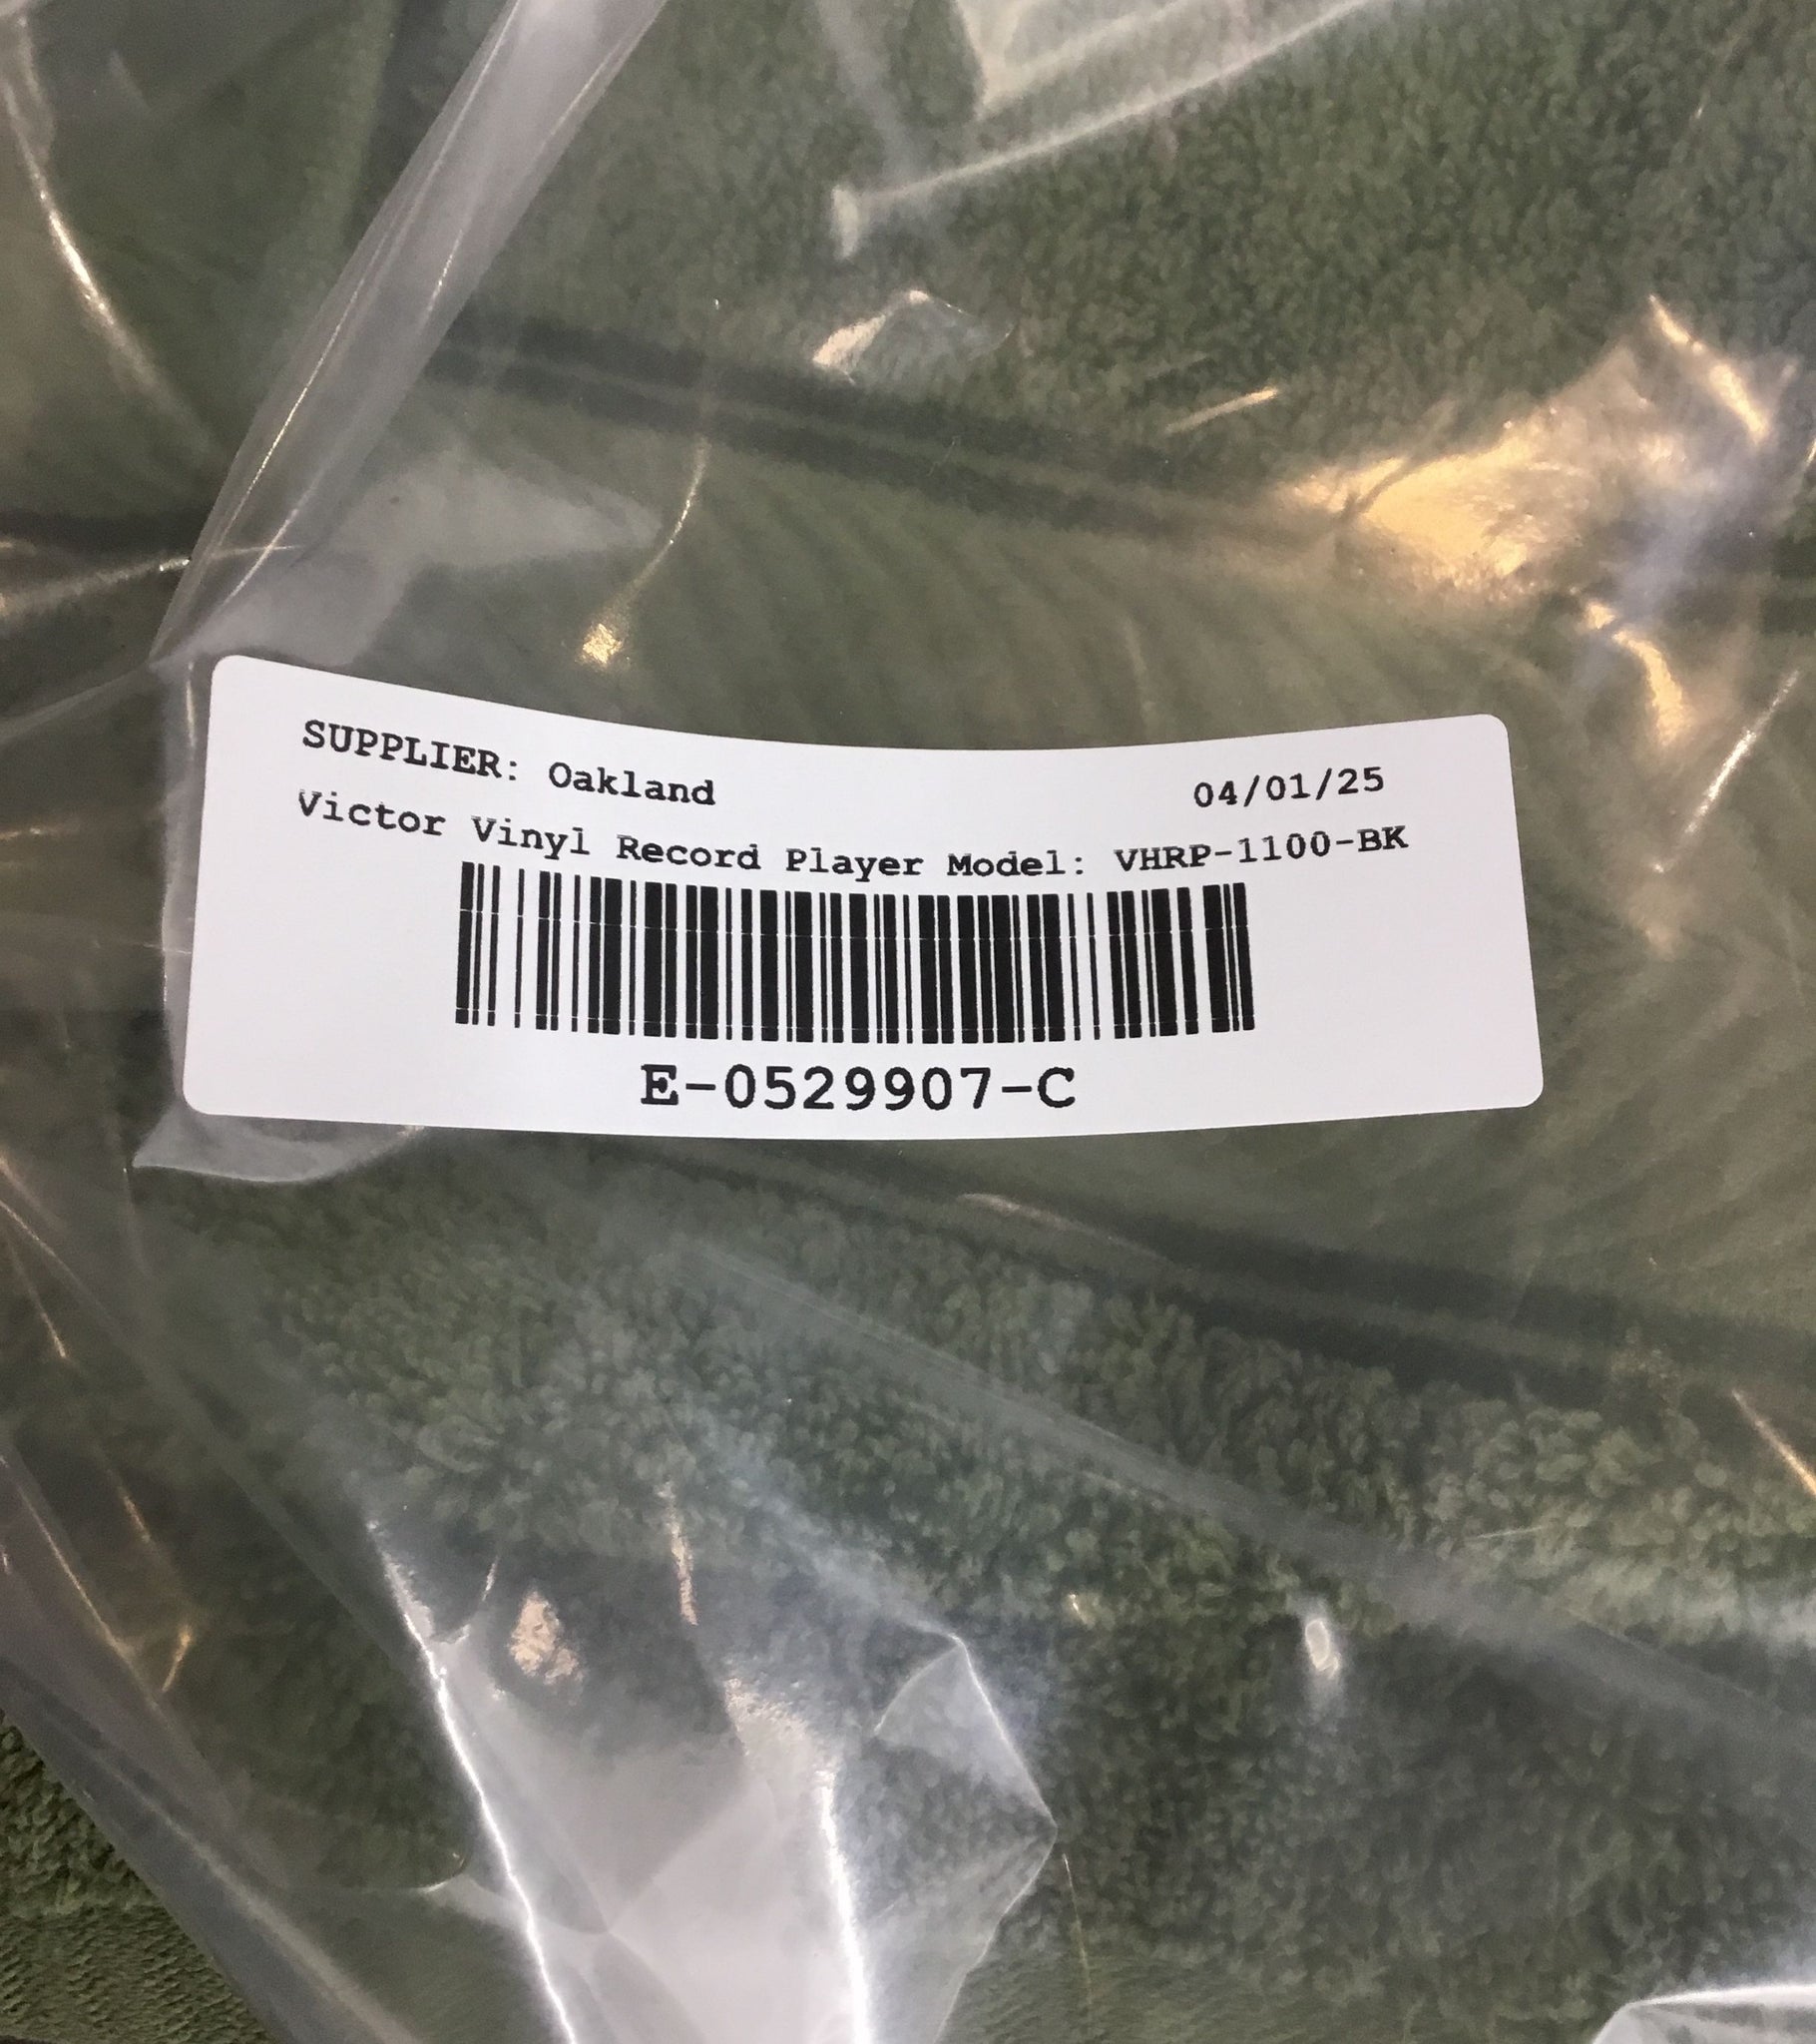 SUPPLIER: Oakland 04/01/25
Victor Vinyl Record Player Model: VHRP-1100-BK
E-0529907-C